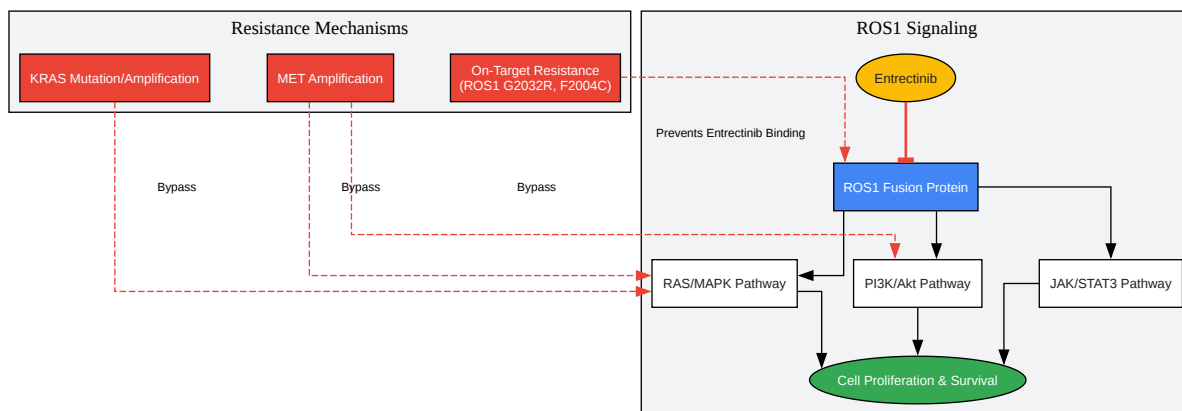 Resistance Mechanisms
KRAS Mutation/Amplification
MET Amplification
On-Target Resistance
(ROS1 G2032R, F2004C)
ROS1 Signaling
Entrectinib
Prevents Entrectinib Binding
Bypass
Bypass
Bypass
ROS1 Fusion Protein
RAS/MAPK Pathway
PI3K/Akt Pathway
JAK/STAT3 Pathway
Cell Proliferation & Survival